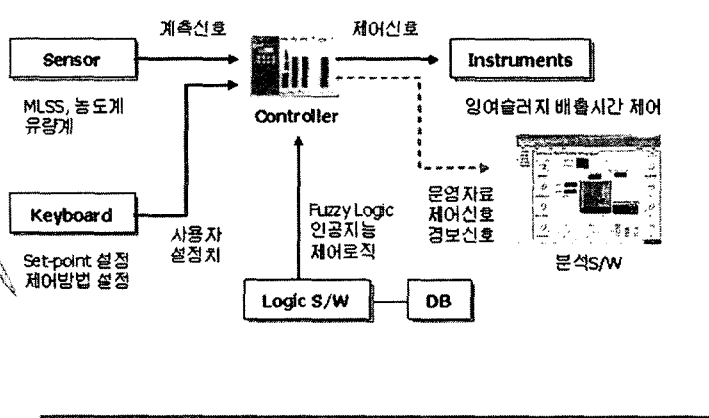 계측신호
제어신호
Sensor
Instruments
MLSS, 농도계
유량계
Controller
잉여슬러지 배출시간 제어
Keyboard
사용자
설정치
Fuzzy Logic
인공지능
제어로직
운영자료
제어신호
경보신호
Set-point 설정
제어방법 설정
분석S/W
Logic S/W
DB